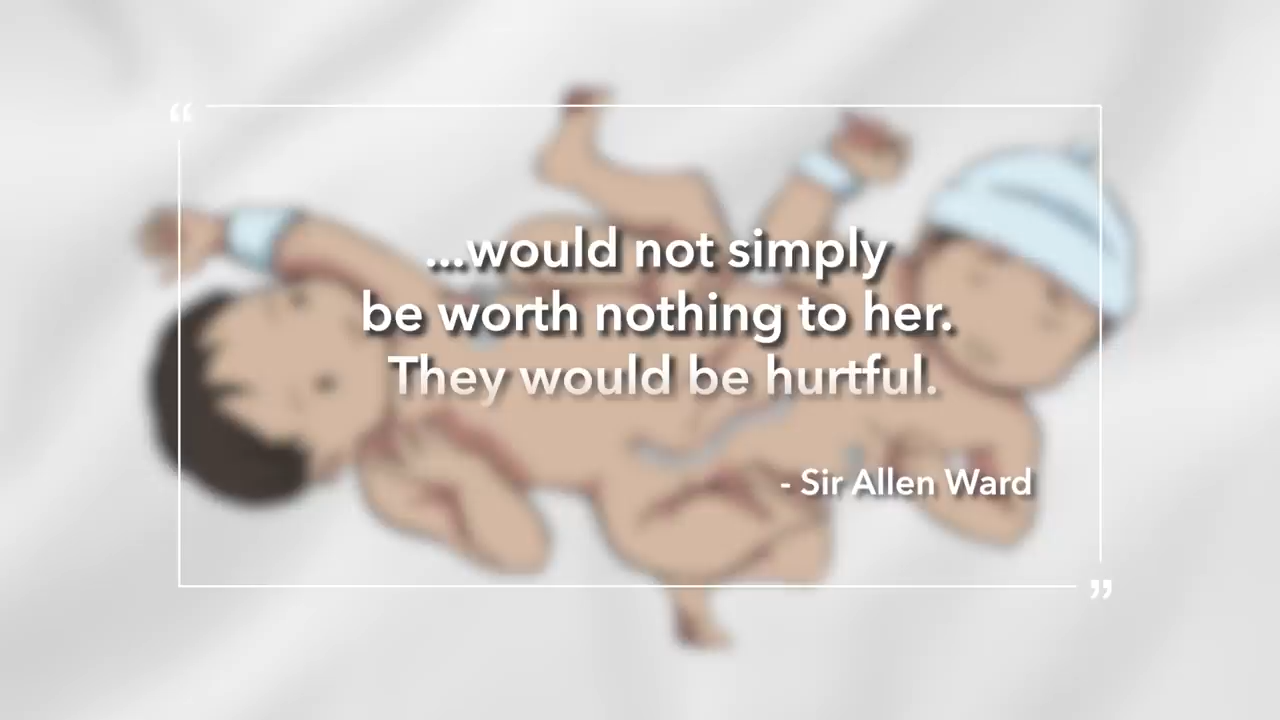 “
...would not simply
be worth nothing to her.
They would be hurtful.
- Sir Allen Ward
”